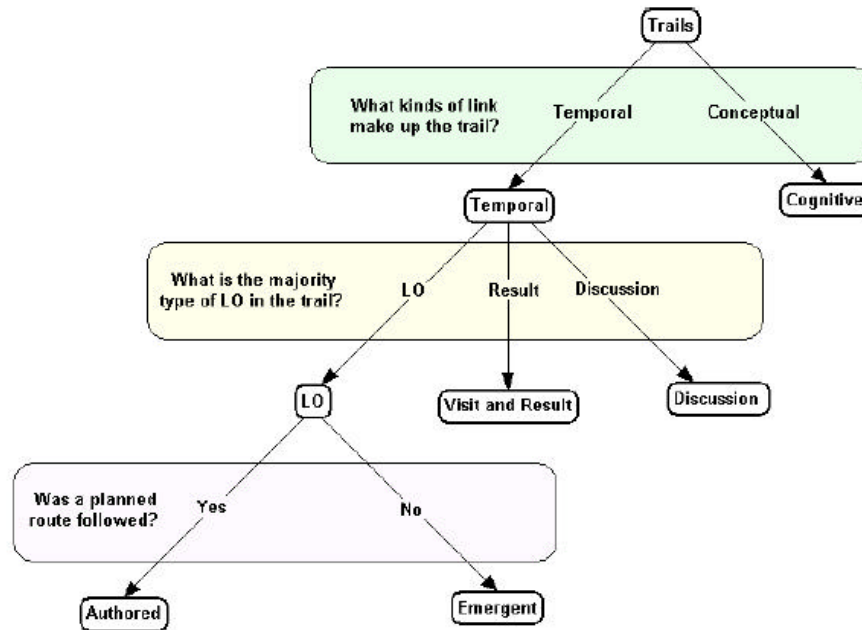 Trails
What kinds of link
make up the trail?
Temporal
Conceptual
Temporal
Cognitive
What is the majority
type of LO in the trail?
LO
Result
Discussion
LO
Visit and Result
Discussion
Was a planned
route followed?
Yes
No
Authored
Emergent